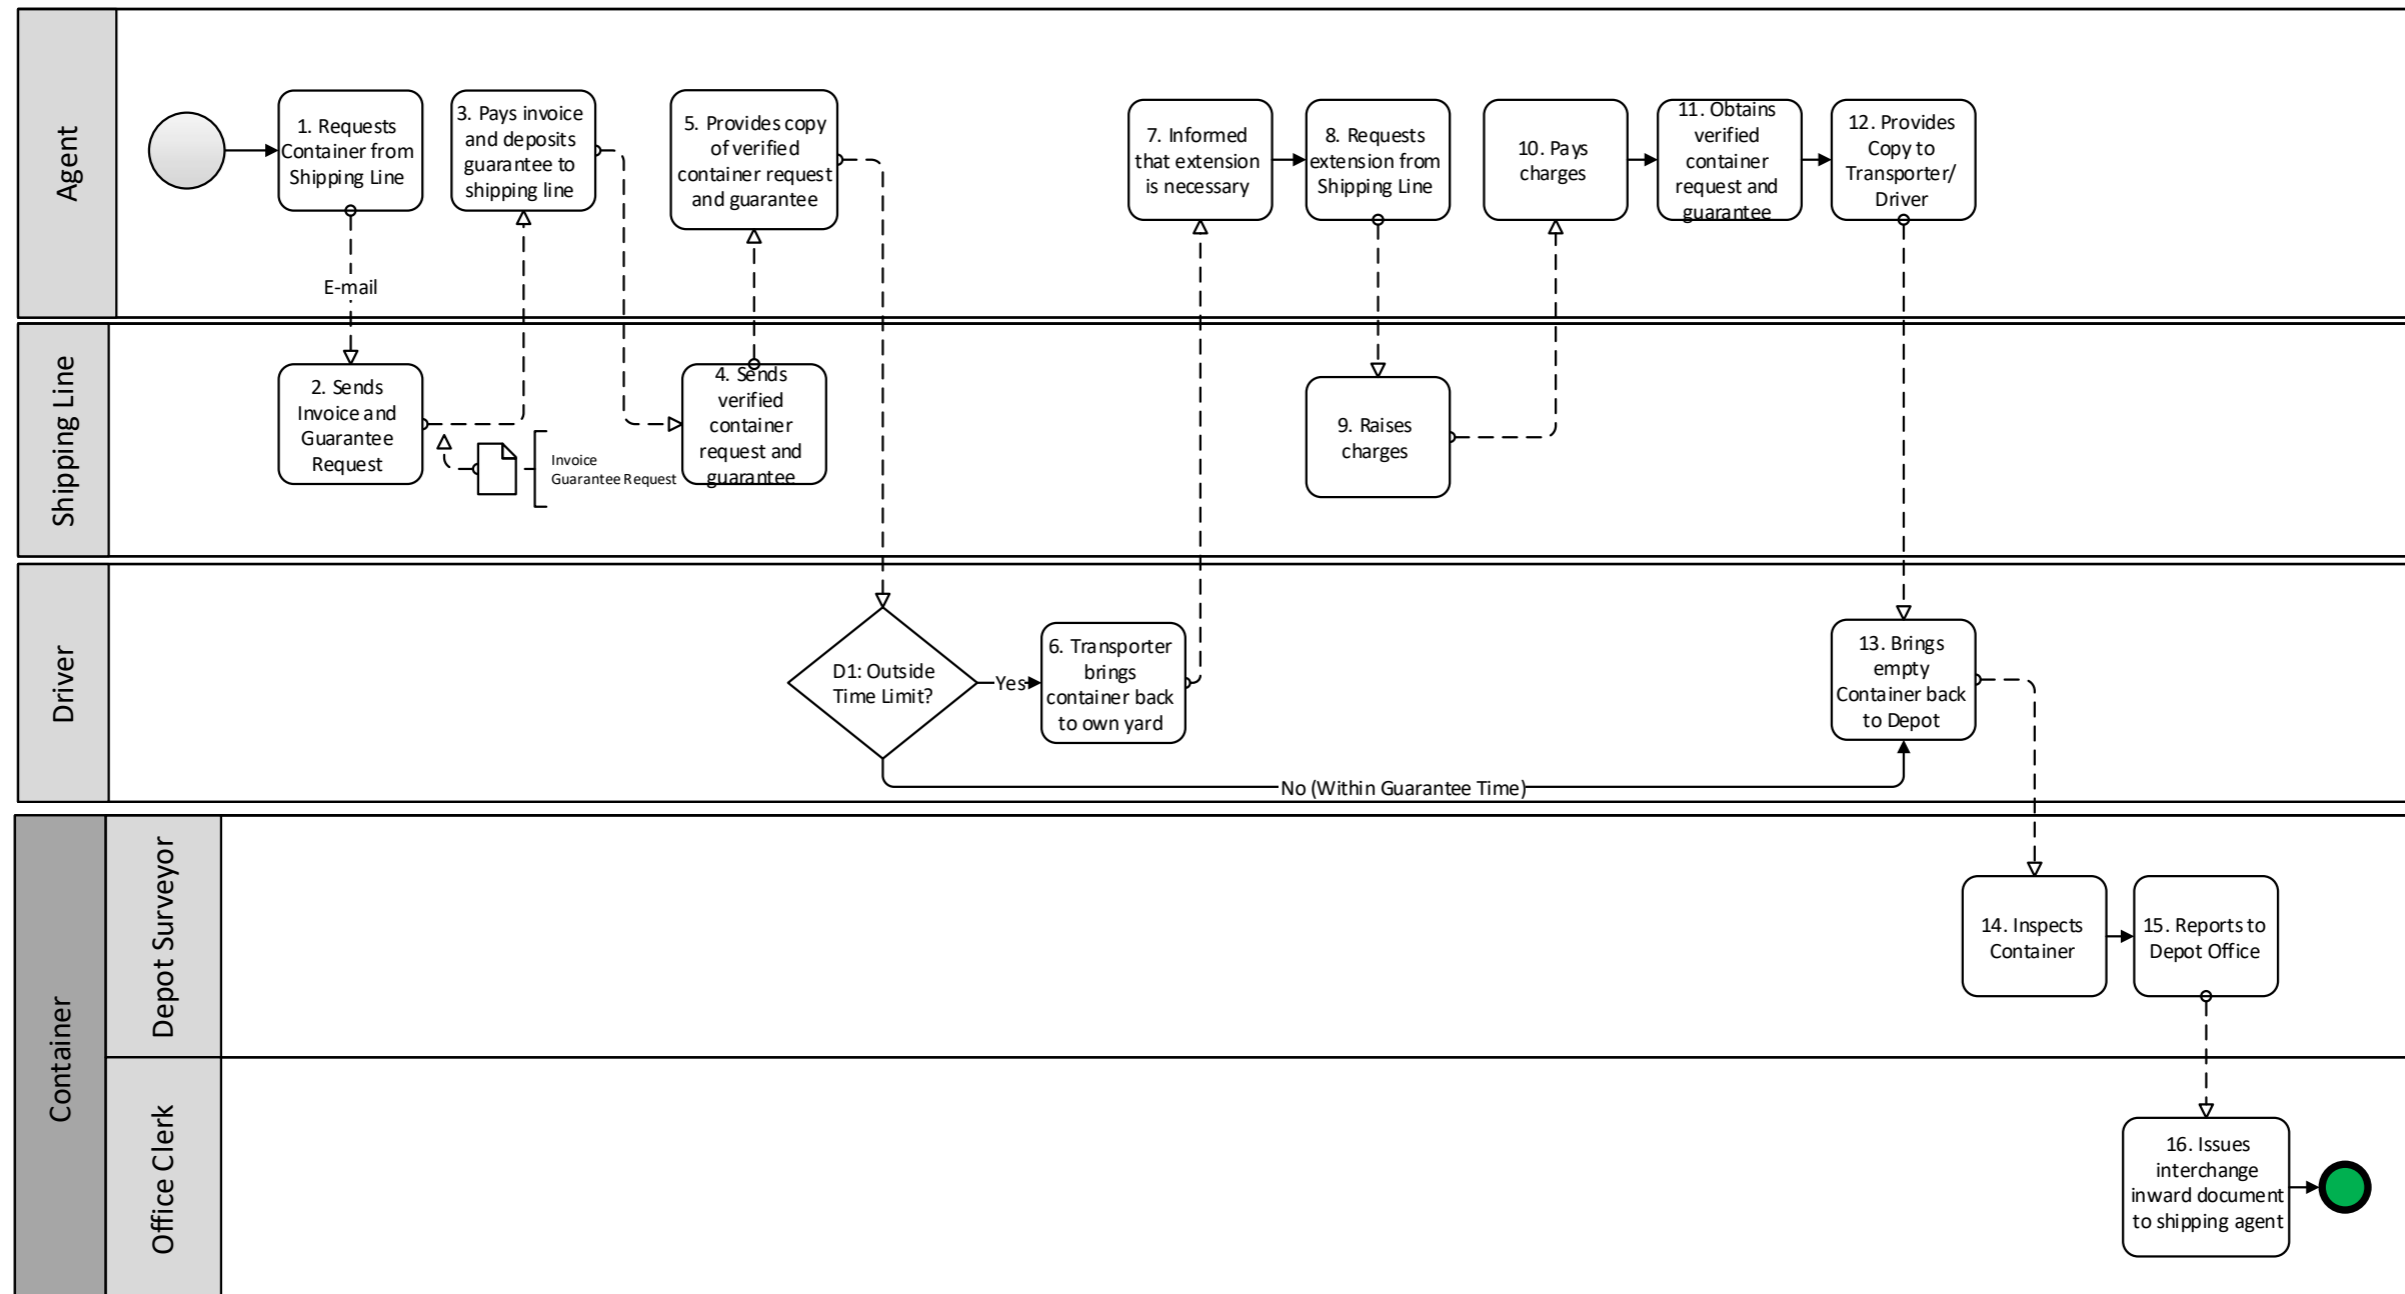 Agent
1. Requests
Container from
Shipping Line
3. Pays invoice
and deposits
guarantee to
shipping line
5. Provides copy
of verified
container request
and guarantee
7. Informed
that extension
is necessary
8. Requests
extension from
Shipping Line
10. Pays
charges
11. Obtains
verified
container
request and
guarantee
12. Provides
Copy to
Transporter/
Driver
E-mail
Shipping Line
2. Sends
Invoice and
Guarantee
Request
Invoice
Guarantee Request
4. Sends
verified
container
request and
guarantee
9. Raises
charges
Driver
D1: Outside
Time Limit?
Yes
6. Transporter
brings
container back
to own yard
13. Brings
empty
Container back
to Depot
No (Within Guarantee Time)
Container
Depot Surveyor
14. Inspects
Container
15. Reports to
Depot Office
Office Clerk
16. Issues
interchange
inward document
to shipping agent